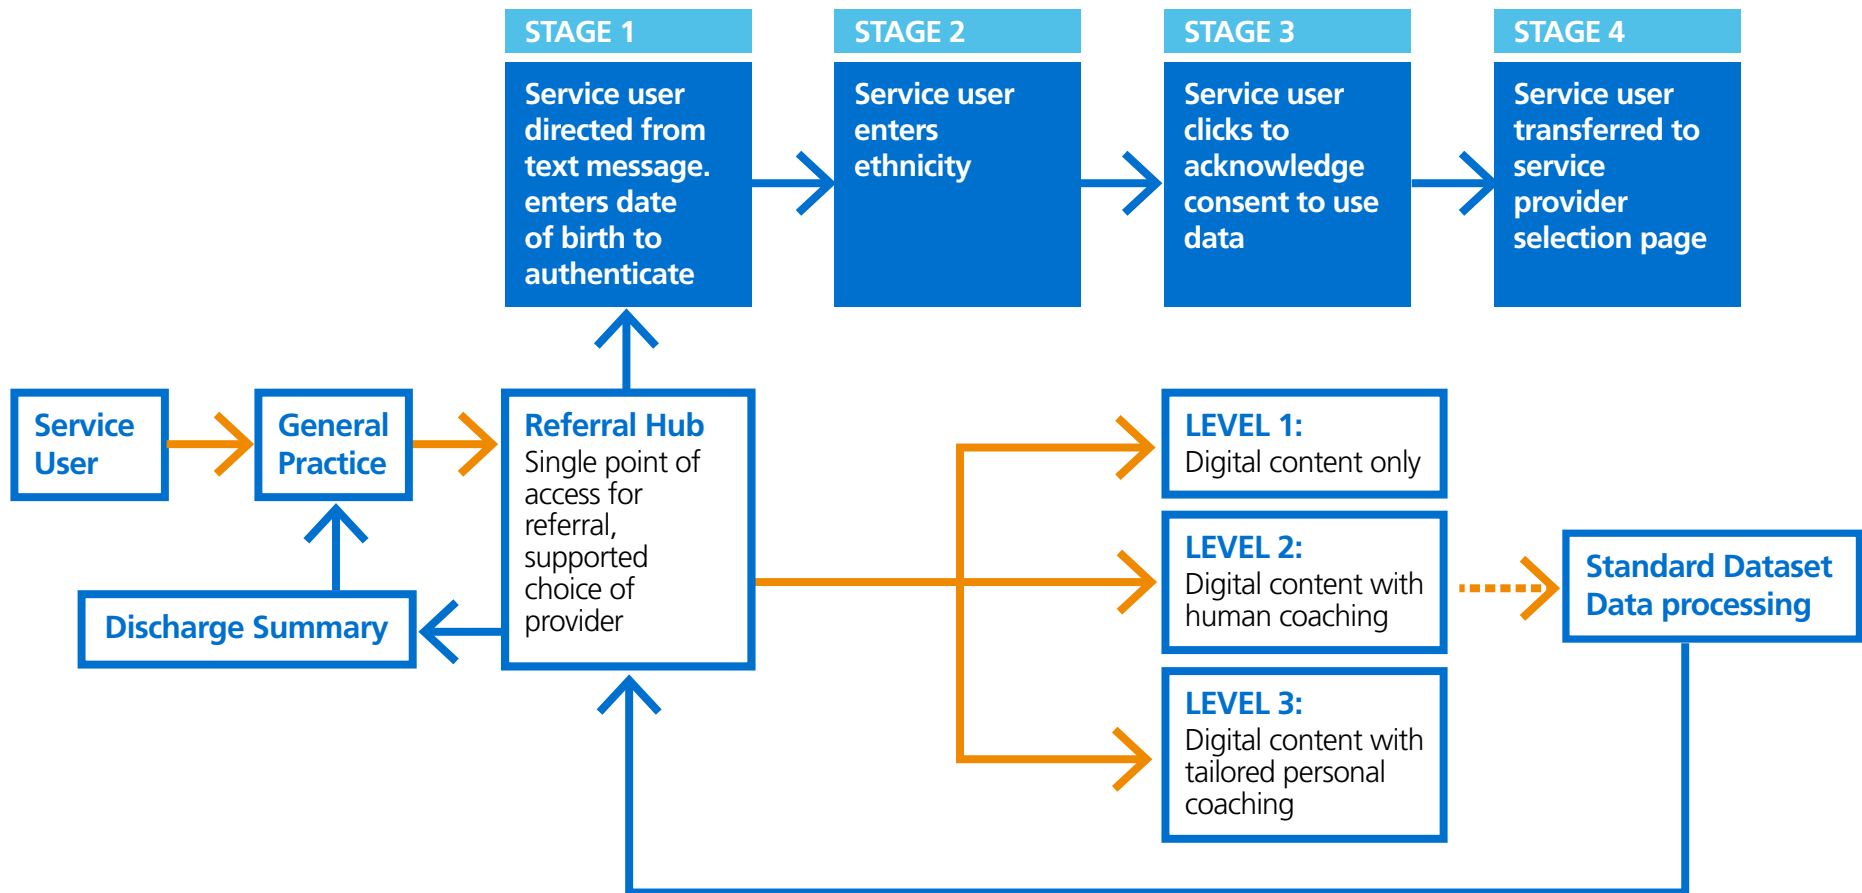 STAGE 1
Service user
directed from
text message.
enters date
of birth to
authenticate
STAGE 2
Service user
enters
ethnicity
STAGE 3
Service user
clicks to
acknowledge
consent to use
data
STAGE 4
Service user
transferred to
service
provider
selection page
Service
User
General
Practice
Referral Hub
Single point of
access for
referral,
supported
choice of
provider
Discharge Summary
LEVEL 1:
Digital content only
LEVEL 2:
Digital content with
human coaching
LEVEL 3:
Digital content with
tailored personal
coaching
Standard Dataset
Data processing